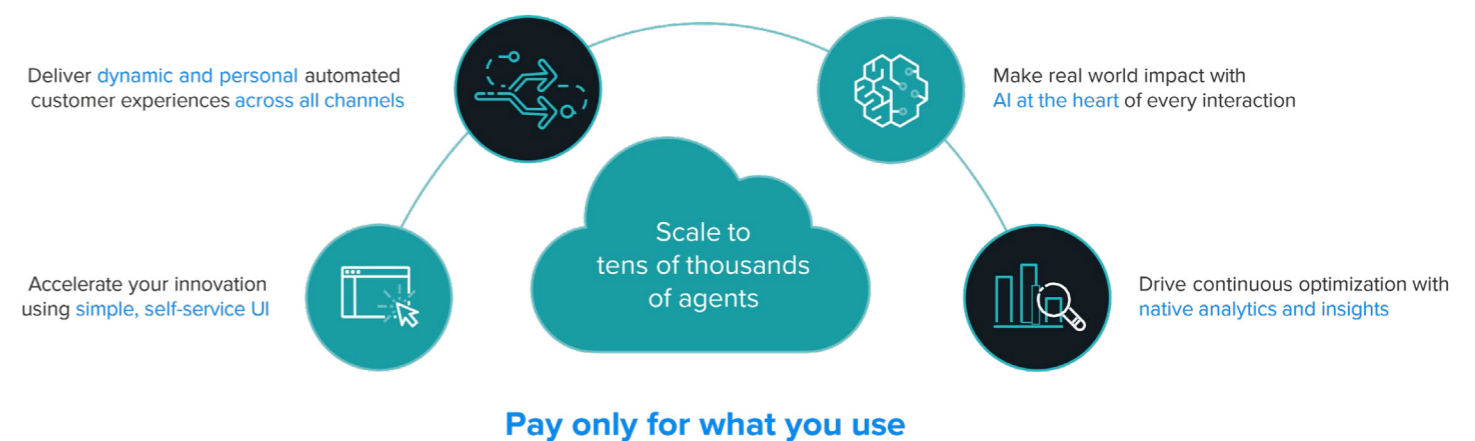 Deliver dynamic and personal automated
customer experiences across all channels
Make real world impact with
AI at the heart of every interaction
Scale to
tens of thousands
of agents
Accelerate your innovation
using simple, self-service UI
Drive continuous optimization with
native analytics and insights
Pay only for what you use